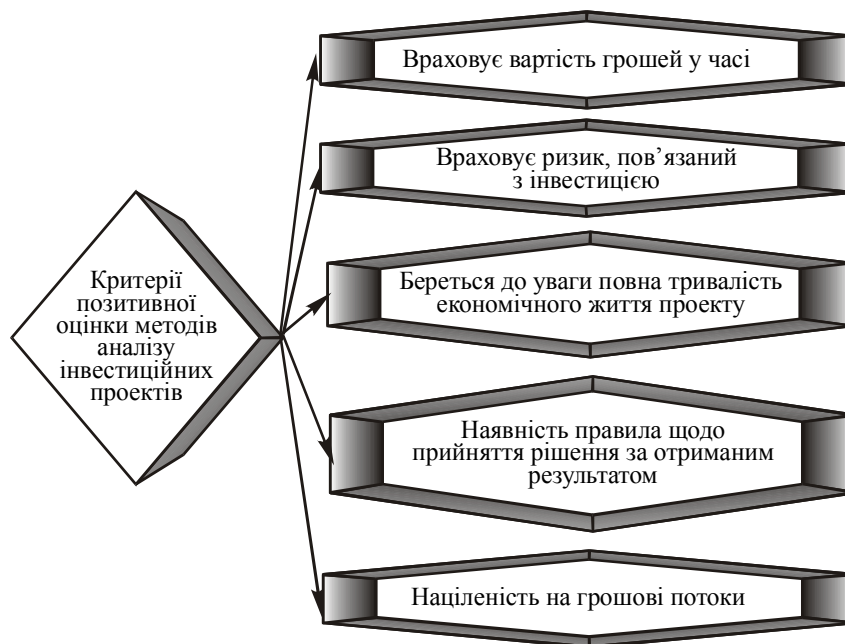 Критерії
позитивної
оцінки методів
аналізу
інвестиційних
проектів
Враховує вартість грошей у часі
Враховує ризик, пов’язаний
з інвестицією
Береться до уваги повна тривалість
економічного життя проекту
Наявність правила щодо
прийняття рішення за отриманим
результатом
Націленість на грошові потоки